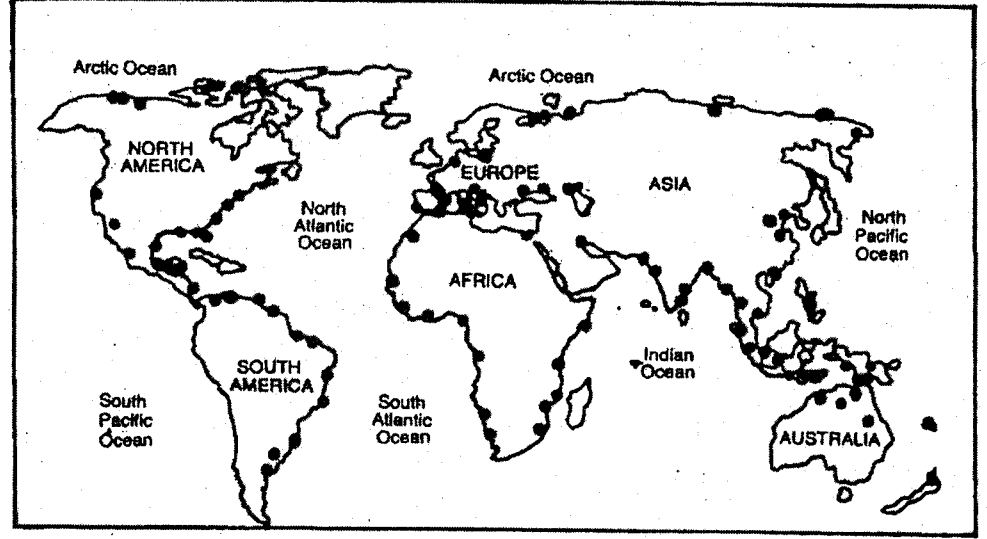 Arctic Ocean
Arctic Ocean
NORTH
AMERICA
EUROPE
ASIA
North
Atlantic
Ocean
North
Pacific
Ocean
AFRICA
SOUTH
AMERICA
Indian
Ocean
South
Pacific
Ocean
South
Atlantic
Ocean
AUSTRALIA